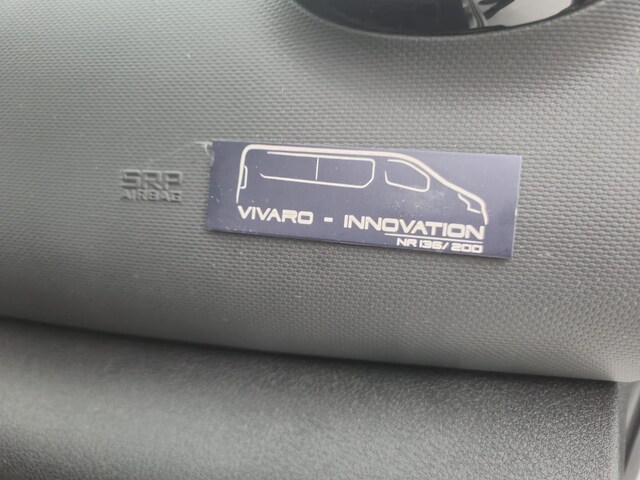 SRP
AIRBAG
VIVARO - INNOVATION
NR 136/200